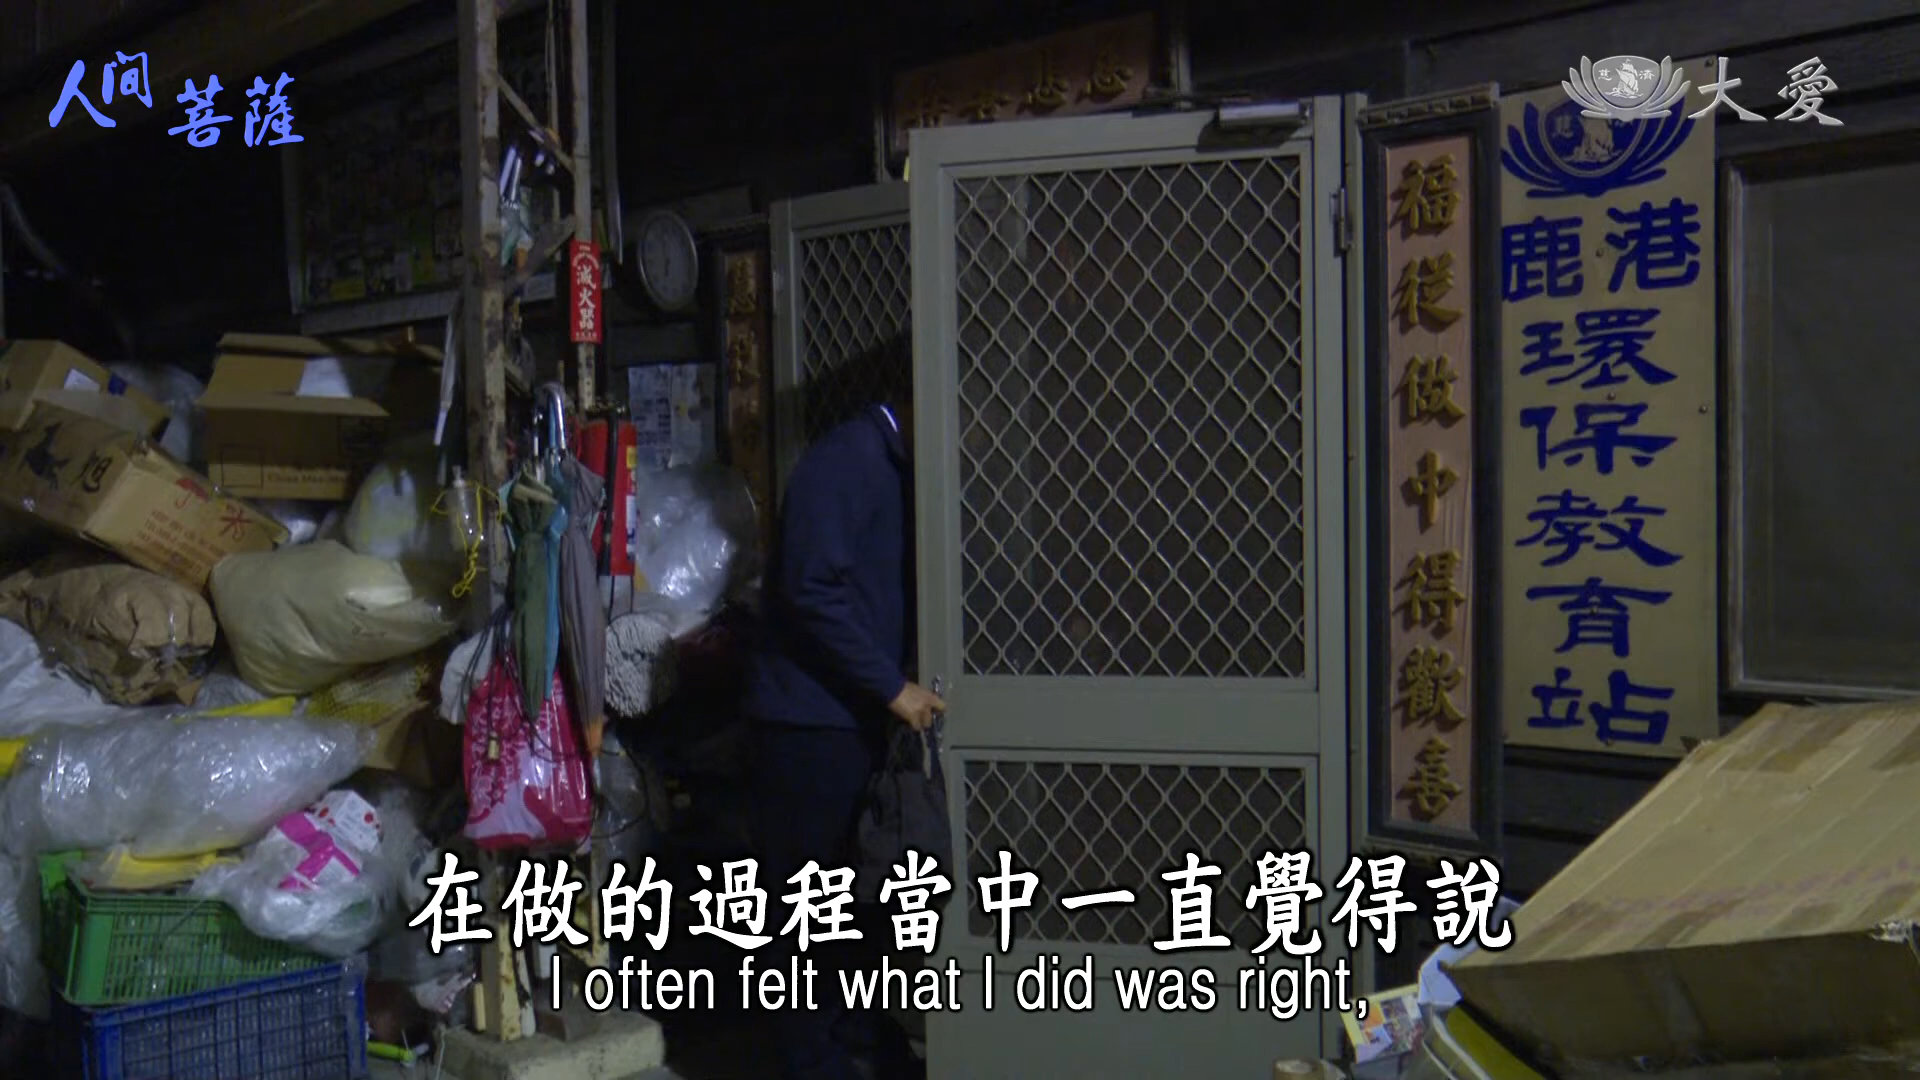 人間
菩薩
慈濟
大愛
滅火器
福從做中得歡喜
鹿港
環保教育站
在做的過程當中一直覺得說
I often felt what I did was right,